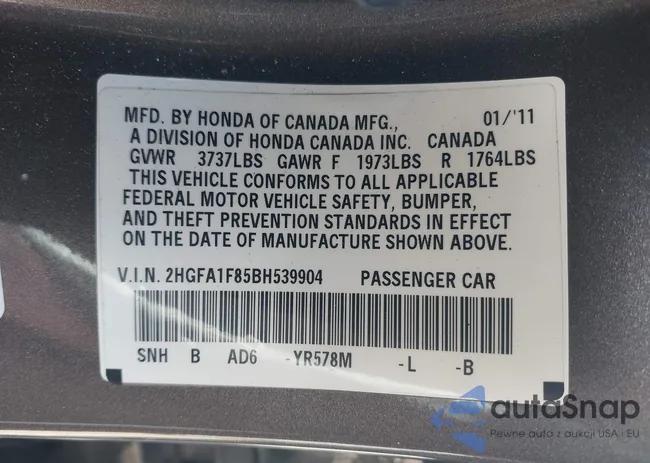 MFD. BY HONDA OF CANADA MFG., 01/'11
A DIVISION OF HONDA CANADA INC. CANADA
GVWR 3737LBS GAWR F 1973LBS R 1764LBS
THIS VEHICLE CONFORMS TO ALL APPLICABLE
FEDERAL MOTOR VEHICLE SAFETY, BUMPER,
AND THEFT PREVENTION STANDARDS IN EFFECT
ON THE DATE OF MANUFACTURE SHOWN ABOVE.
V.I.N. 2HGFA1F85BH539904 PASSENGER CAR
SNH B AD6 -YR578M -L -B
autoSnap
Pewne auta z aukcji USA i EU